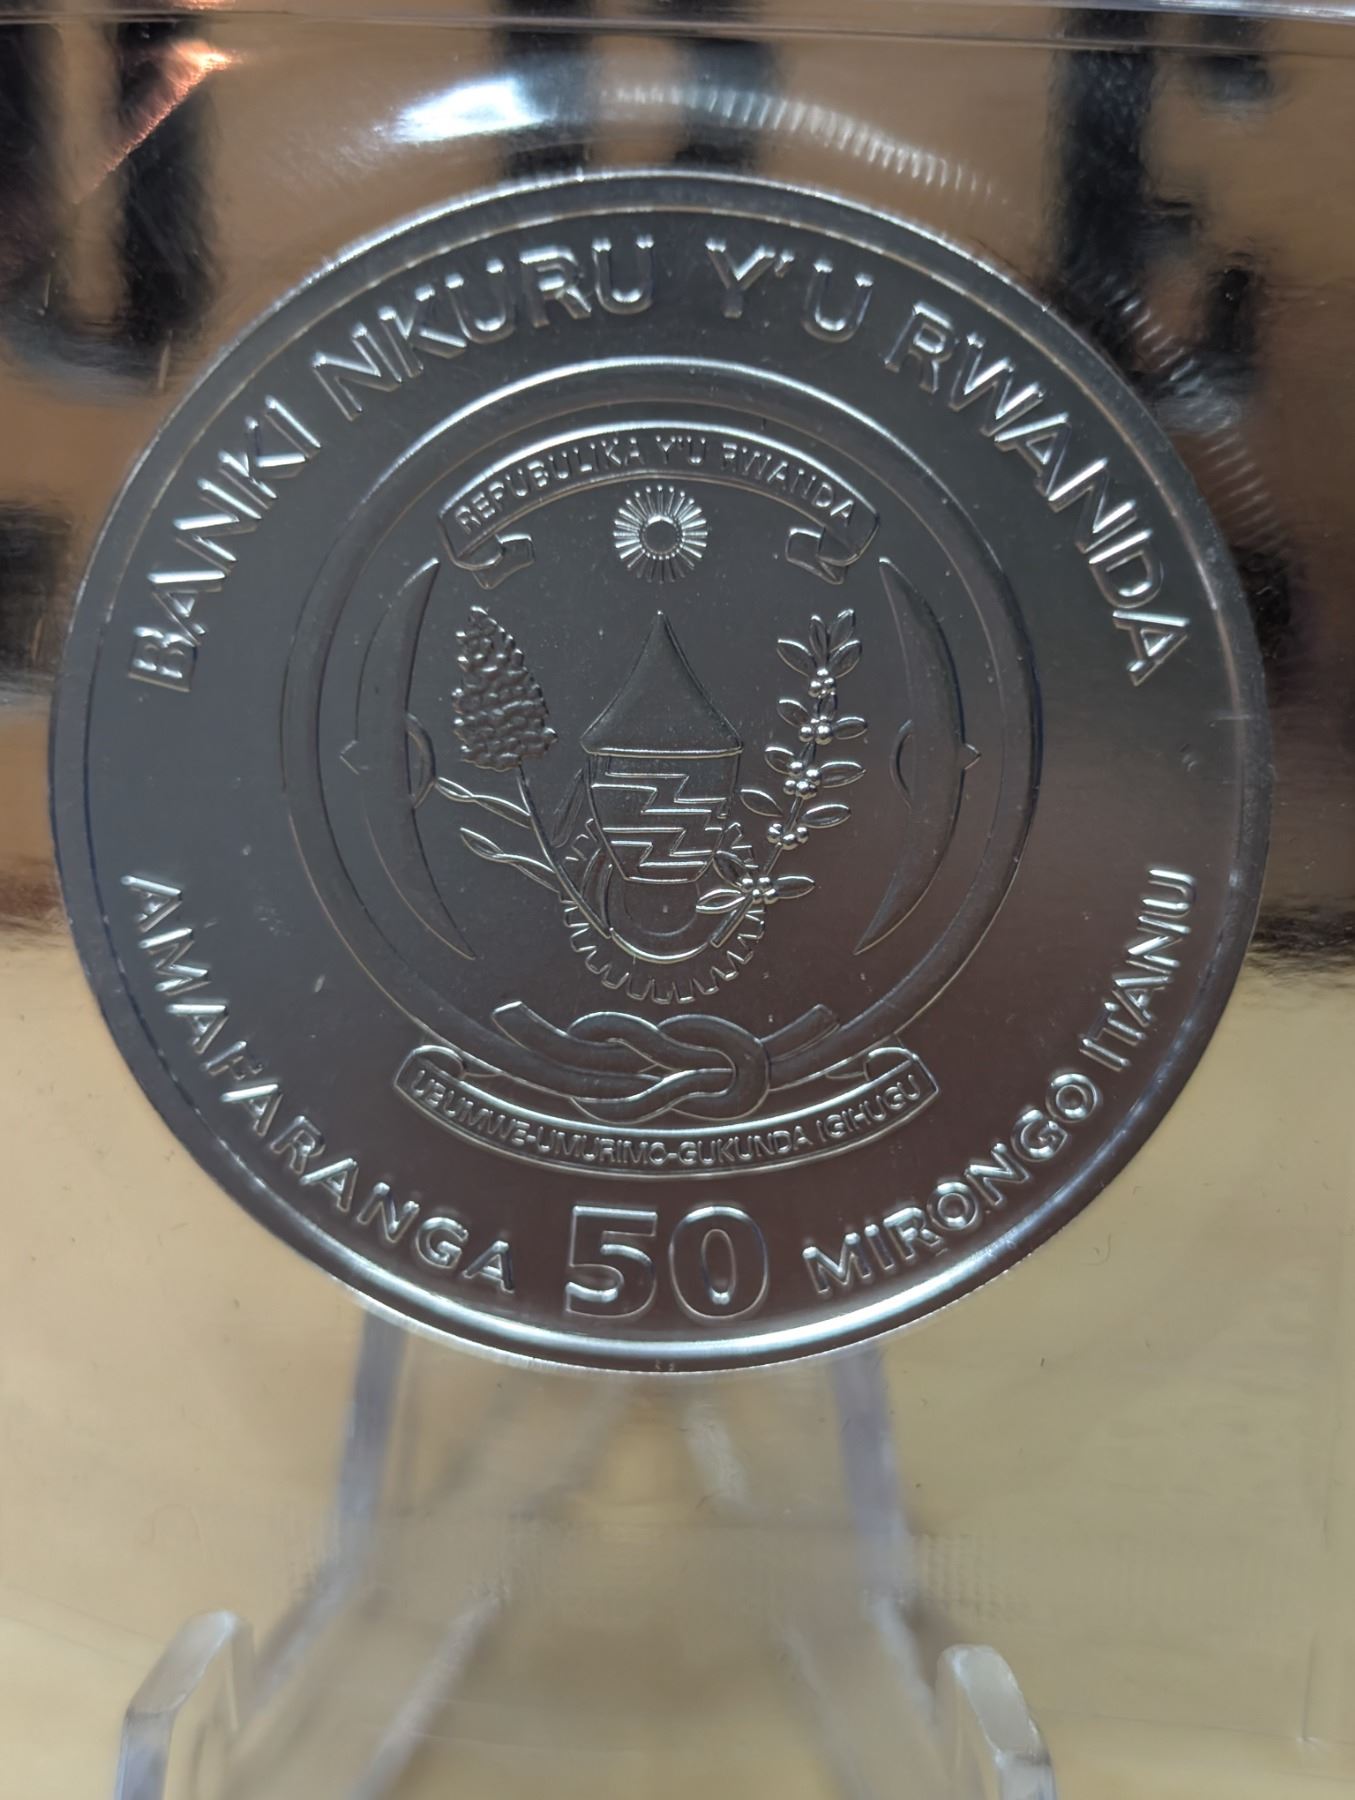 BANKI NKURU Y'U RWANDA
REPUBULIKA Y'U RWANDA
UBUMWE-UMURIMO-GUKUNDA IGIHUGU
AMAFARANGA 50 MIRONGO ITANU